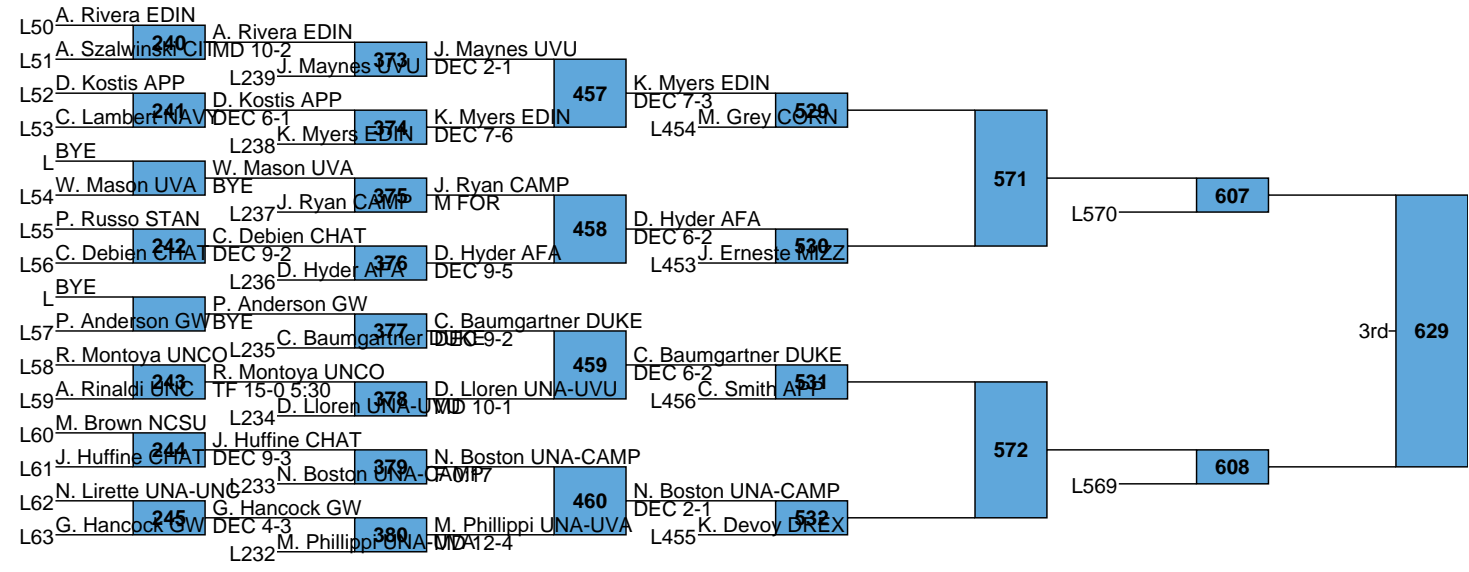 L50 A. Rivera EDIN
240
L51 A. Szalwinski CIT
A. Rivera EDIN
MD 10-2
373
L239 J. Maynes UVU
J. Maynes UVU
DEC 2-1
L52 D. Kostis APP
241
L53 C. Lambert NAVY
D. Kostis APP
DEC 6-1
374
L238 K. Myers EDIN
K. Myers EDIN
DEC 7-6
457
K. Myers EDIN
DEC 7-3
529
L454 M. Grey CORN
L BYE
L54 W. Mason UVA
W. Mason UVA
BYE
375
L237 J. Ryan CAMP
J. Ryan CAMP
M FOR
L55 P. Russo STAN
242
L56 C. Debien CHAT
C. Debien CHAT
DEC 9-2
376
L236 D. Hyder AFA
D. Hyder AFA
DEC 9-5
458
D. Hyder AFA
DEC 6-2
530
L453 J. Erneste MIZZ
571
L570
607
L BYE
L57 P. Anderson GW
P. Anderson GW
BYE
377
L235 C. Baumgartner DUKE
C. Baumgartner DUKE
DEC 9-2
L58 R. Montoya UNCO
243
L59 A. Rinaldi UNC
R. Montoya UNCO
TF 15-0 5:30
378
L234 D. Lloren UNA-UVU
D. Lloren UNA-UVU
MD 10-1
459
C. Baumgartner DUKE
DEC 6-2
531
L456 C. Smith APP
L60 M. Brown NCSU
244
L61 J. Huffine CHAT
J. Huffine CHAT
DEC 9-3
379
L233 N. Boston UNA-CAMP
N. Boston UNA-CAMP
L62 N. Lirette UNA-UNC
245
L63 G. Hancock GW
G. Hancock GW
DEC 4-3
380
L232 M. Phillippi UNA-UVA
M. Phillippi UNA-UVA
MD 12-4
460
N. Boston UNA-CAMP
DEC 2-1
532
L455 K. Devoy DREX
572
L569
608
3rd
629